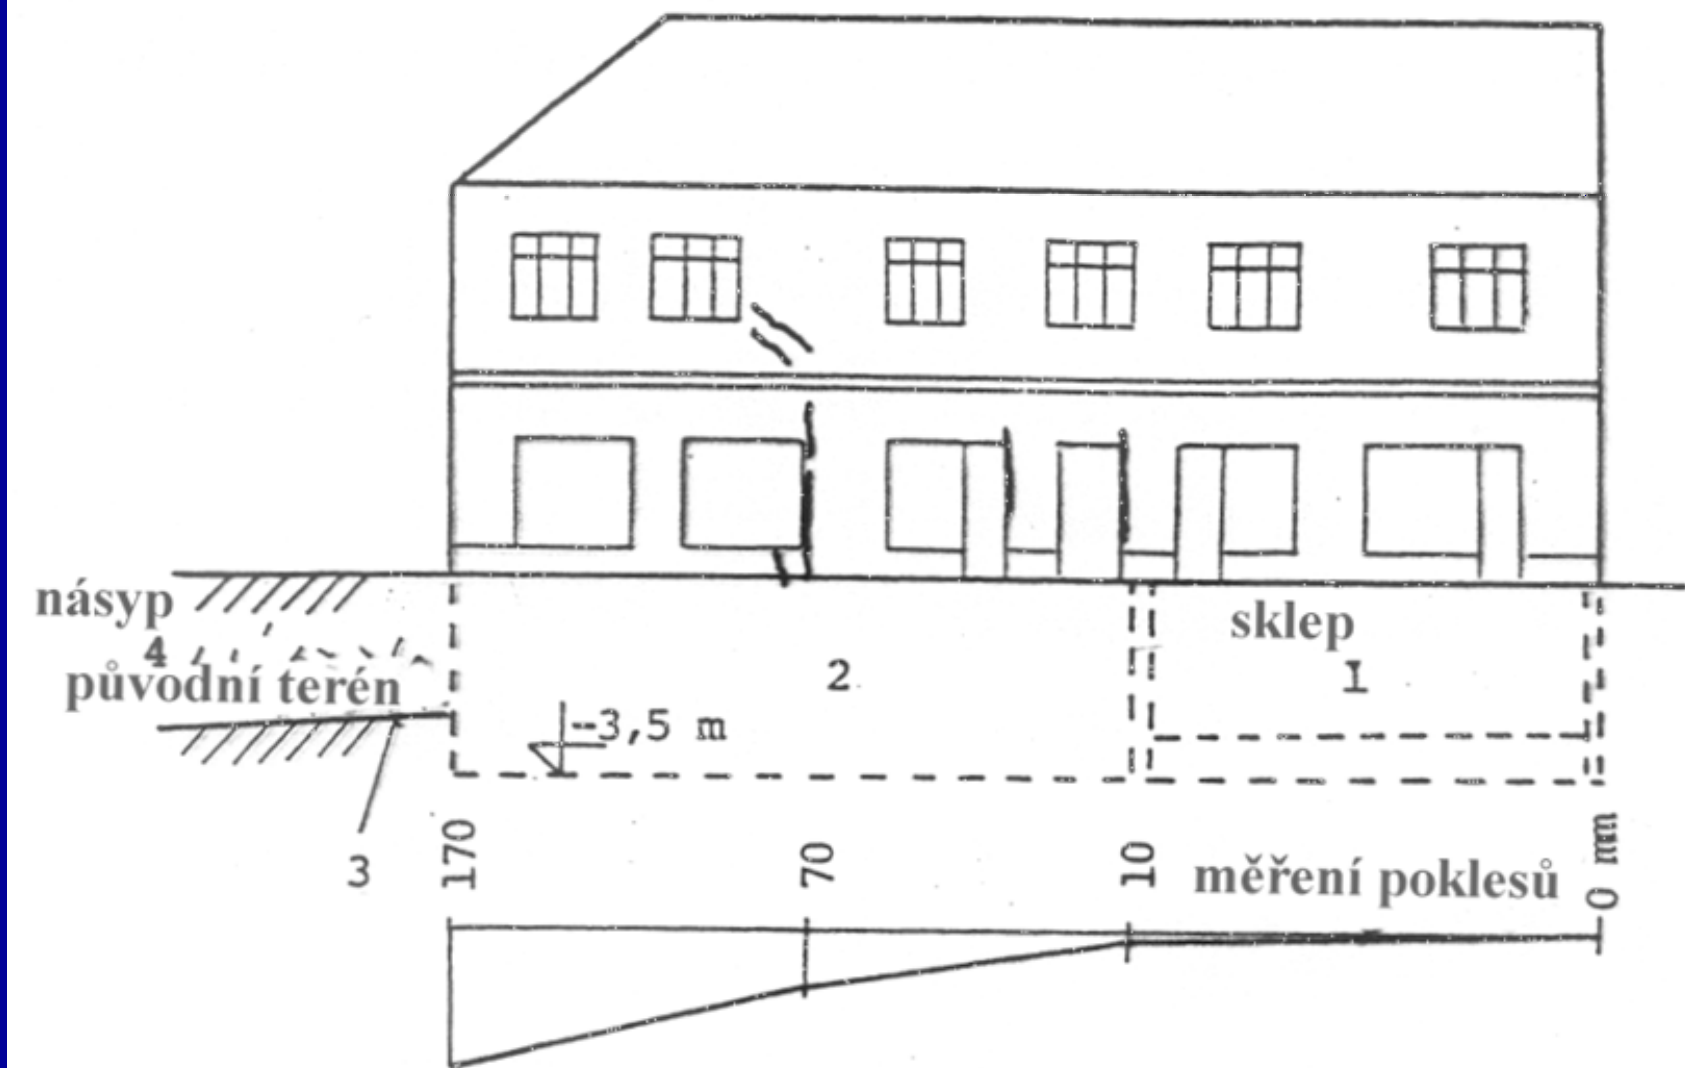 násyp
4
původní terén
sklep
1
2
-3,5 m
3
170
70
10
měření poklesů
0 mm